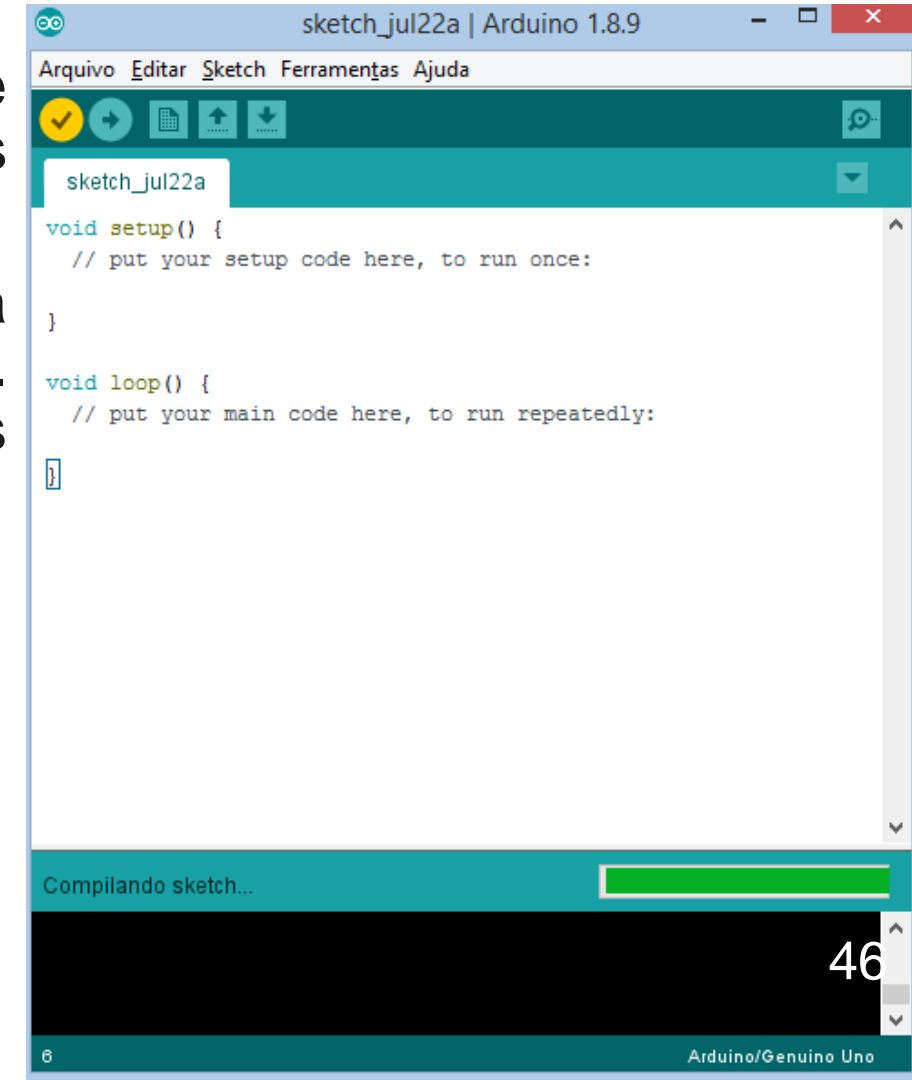 sketch_jul22a | Arduino 1.8.9
Arquivo Editar Sketch Ferramentas Ajuda
e
s
sketch_jul22a
void setup() {
// put your setup code here, to run once:
a
}
.
void loop() {
// put your main code here, to run repeatedly:
s
}
Compilando sketch...
46
6
Arduino/Genuino Uno